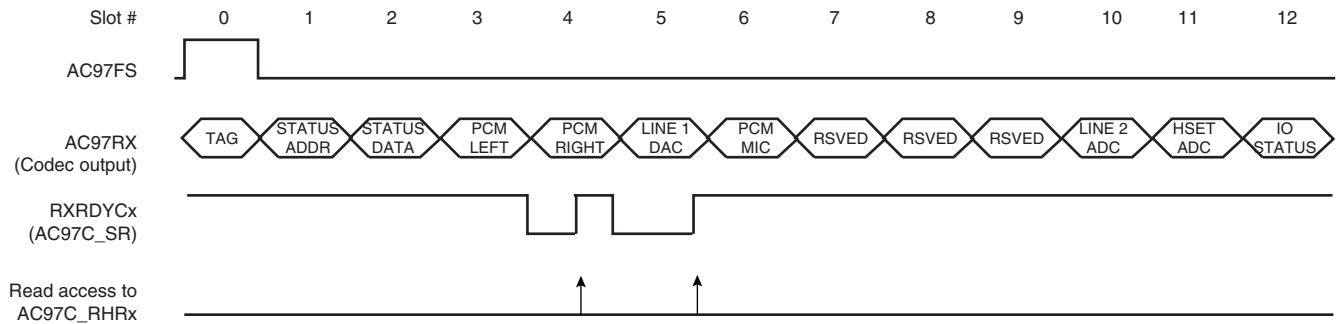 Slot # 0 1 2 3 4 5 6 7 8 9 10 11 12
AC97FS
AC97RX
(Codec output)
TAG
STATUS
ADDR
STATUS
DATA
PCM
LEFT
PCM
RIGHT
LINE 1
DAC
PCM
MIC
RSVED
RSVED
RSVED
LINE 2
ADC
HSET
ADC
IO
STATUS
RXRDYCx
(AC97C_SR)
Read access to
AC97C_RHRx